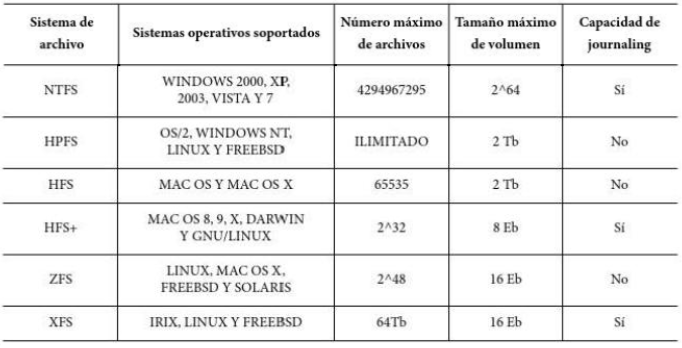 Sistema de archivo | Sistemas operativos soportados | Número máximo de archivos | Tamaño máximo de volumen | Capacidad de journaling
NTFS | WINDOWS 2000, XP, 2003, VISTA Y 7 | 4294967295 | 2^64 | Sí
HPFS | OS/2, WINDOWS NT, LINUX Y FREEBSD | ILIMITADO | 2 Tb | No
HFS | MAC OS Y MAC OS X | 65535 | 2 Tb | No
HFS+ | MAC OS 8, 9, X, DARWIN Y GNU/LINUX | 2^32 | 8 Eb | Sí
ZFS | LINUX, MAC OS X, FREEBSD Y SOLARIS | 2^48 | 16 Eb | No
XFS | IRIX, LINUX Y FREEBSD | 64Tb | 16 Eb | Sí